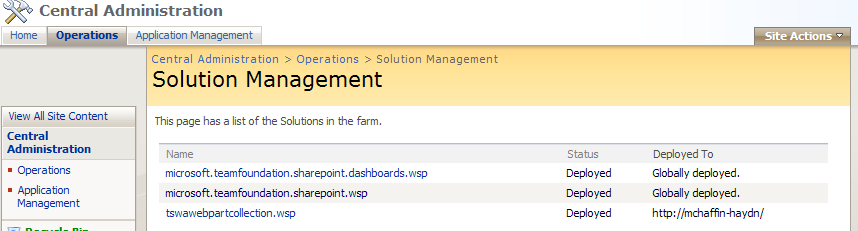 Central Administration
Home Operations Application Management Site Actions
Central Administration > Operations > Solution Management
Solution Management
View All Site Content
Central Administration
Operations
Application Management
Recycle Bin
This page has a list of the Solutions in the farm.
Name Status Deployed To
microsoft.teamfoundation.sharepoint.dashboards.wsp Deployed Globally deployed.
microsoft.teamfoundation.sharepoint.wsp Deployed Globally deployed.
tswawebpartcollection.wsp Deployed http://mchaffin-haydn/